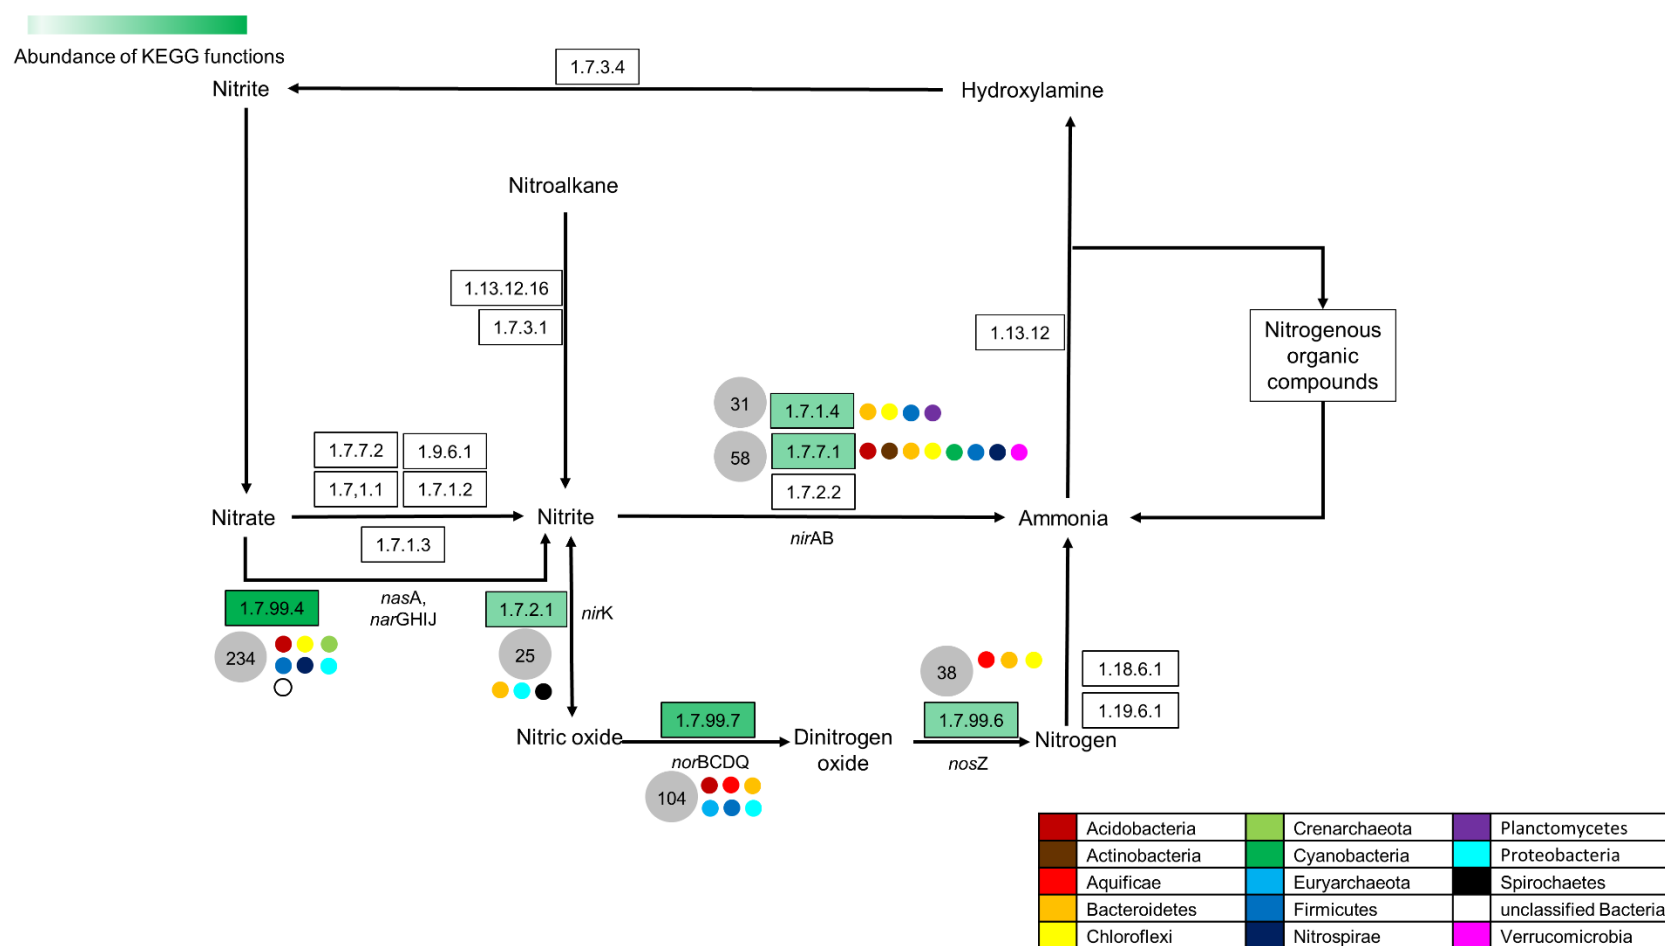 Abundance of KEGG functions
1.7.3.4
Nitrite
Hydroxylamine
Nitroalkane
1.13.12.16
1.7.3.1
1.13.12
Nitrogenous
organic
compounds
31
1.7.1.4
58
1.7.7.1
1.7.2.2
1.7.7.2
1.9.6.1
1.7,1.1
1.7.1.2
Nitrate
Nitrite
Ammonia
nirAB
1.7.1.3
1.7.99.4
nasA,
narGHIJ
1.7.2.1
nirK
234
25
38
1.18.6.1
1.19.6.1
1.7.99.7
1.7.99.6
Nitric oxide
Dinitrogen
oxide
Nitrogen
norBCDQ
nosZ
104
Acidobacteria
Crenarchaeota
Planctomycetes
Actinobacteria
Cyanobacteria
Proteobacteria
Aquificae
Euryarchaeota
Spirochaetes
Bacteroidetes
Firmicutes
unclassified Bacteria
Chloroflexi
Nitrospirae
Verrucomicrobia